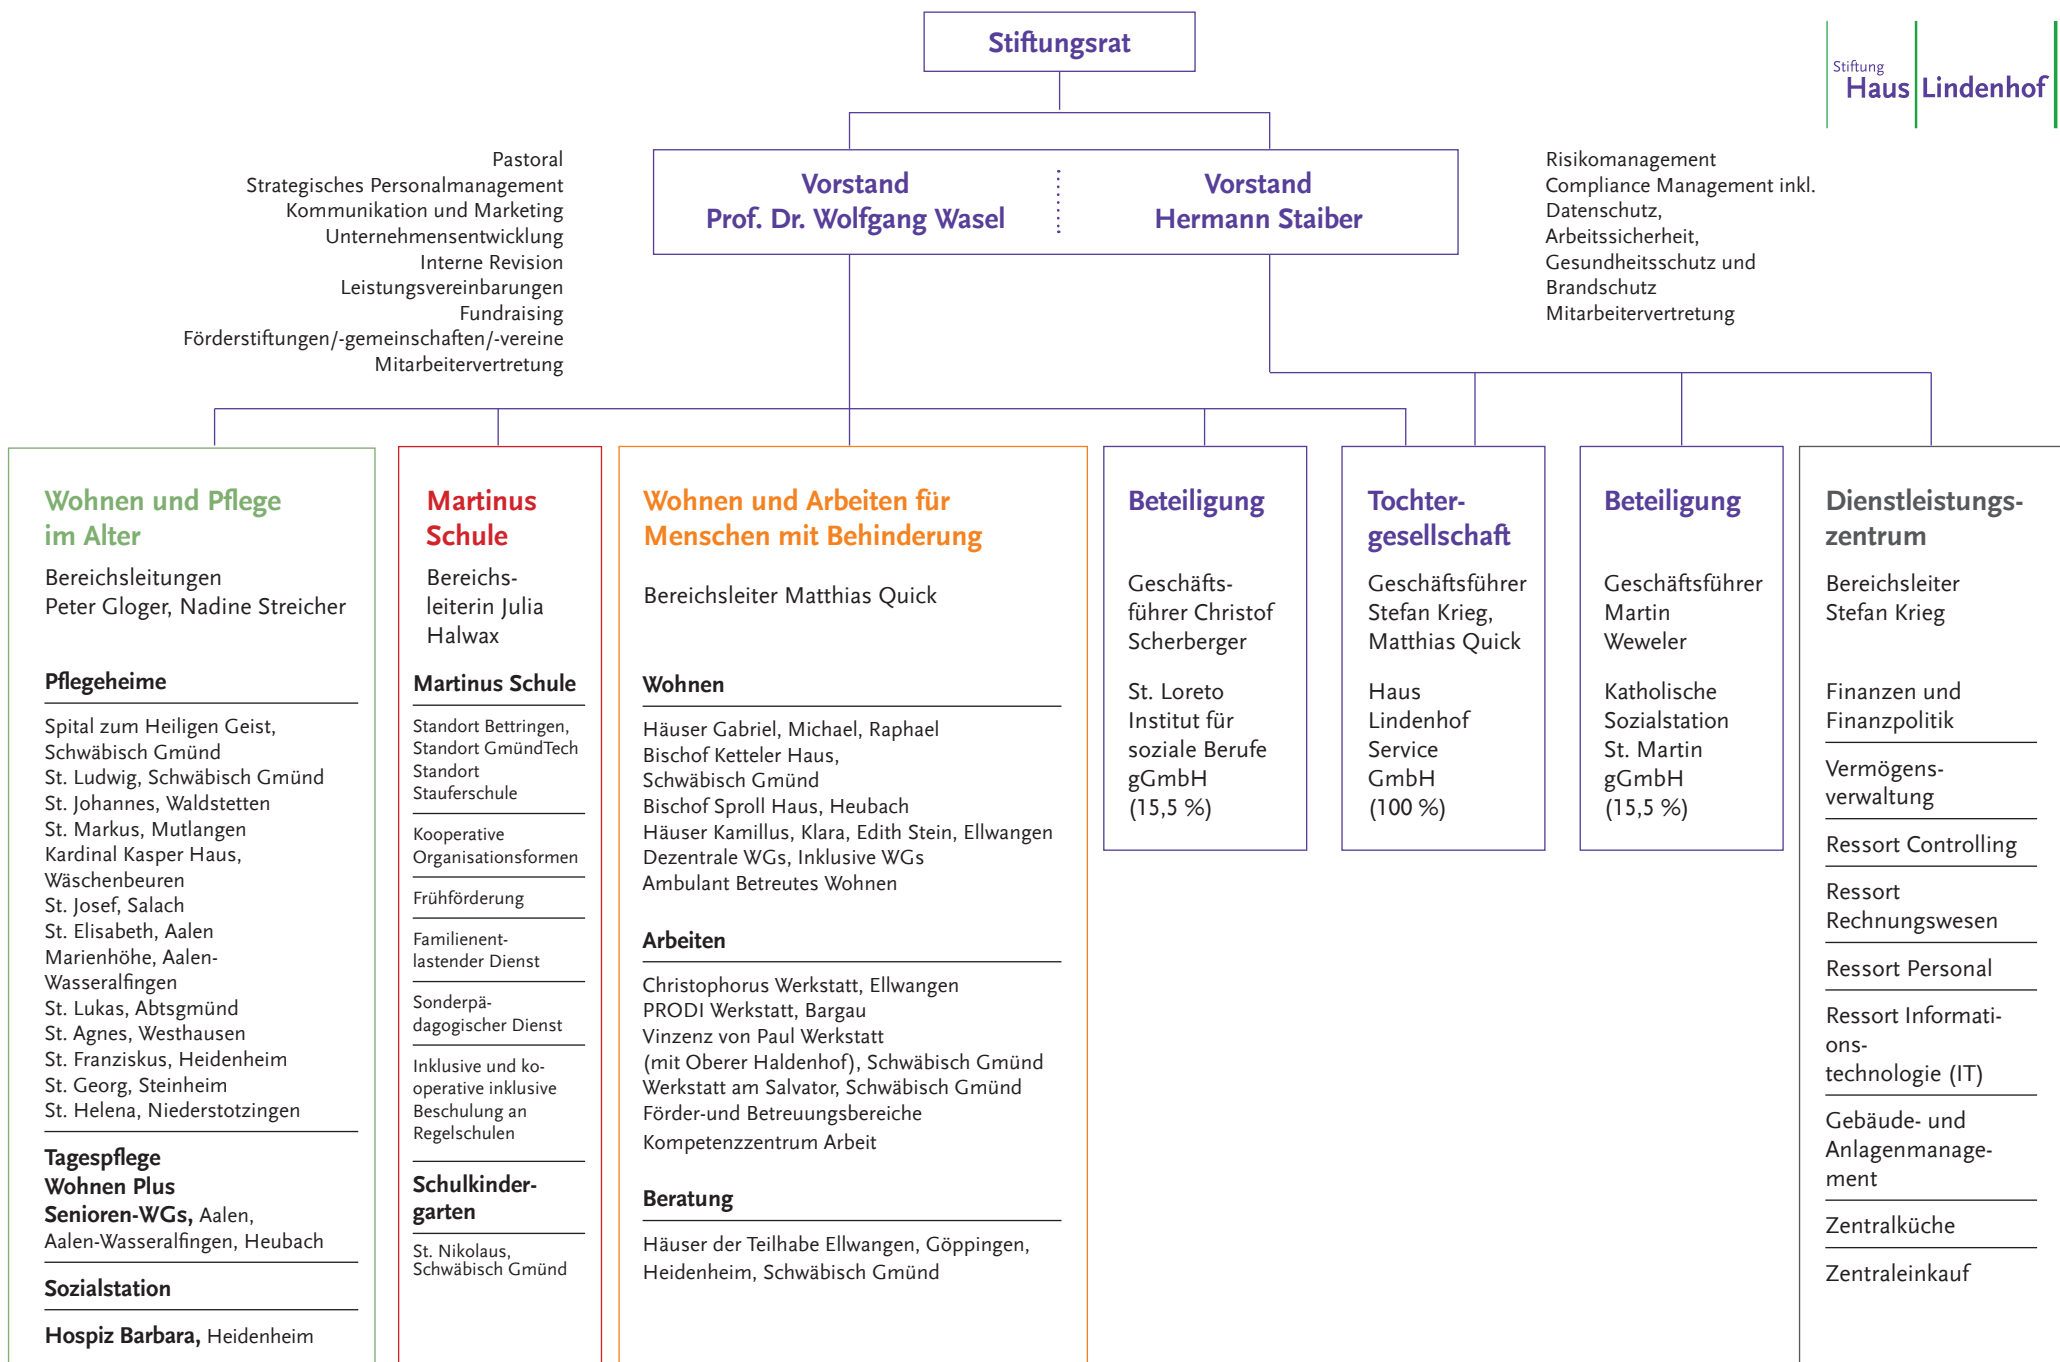 Stiftungsrat
Stiftung
Haus Lindenhof
Pastoral
Strategisches Personalmanagement
Kommunikation und Marketing
Unternehmensentwicklung
Interne Revision
Leistungsvereinbarungen
Fundraising
Förderstiftungen/-gemeinschaften/-vereine
Mitarbeitervertretung
Vorstand
Prof. Dr. Wolfgang Wasel
Vorstand
Hermann Staiber
Risikomanagement
Compliance Management inkl.
Datenschutz,
Arbeitssicherheit,
Gesundheitsschutz und
Brandschutz
Mitarbeitervertretung
Wohnen und Pflege
im Alter
Bereichsleitungen
Peter Gloger, Nadine Streicher
Pflegeheime
Spital zum Heiligen Geist,
Schwäbisch Gmünd
St. Ludwig, Schwäbisch Gmünd
St. Johannes, Waldstetten
St. Markus, Mutlangen
Kardinal Kasper Haus,
Wäschenbeuren
St. Josef, Salach
St. Elisabeth, Aalen
Marienhöhe, Aalen-
Wasseralfingen
St. Lukas, Abtsgmünd
St. Agnes, Westhausen
St. Franziskus, Heidenheim
St. Georg, Steinheim
St. Helena, Niederstotzingen
Tagespflege
Wohnen Plus
Senioren-WGs, Aalen,
Aalen-Wasseralfingen, Heubach
Sozialstation
Hospiz Barbara, Heidenheim
Martinus
Schule
Bereichs-
leiterin Julia
Halwax
Martinus Schule
Standort Bettringen,
Standort GmündTech
Standort
Stauferschule
Kooperative
Organisationsformen
Frühförderung
Familienent-
lastender Dienst
Sonderpä-
dagogischer Dienst
Inklusive und ko-
operative inklusive
Beschulung an
Regelschulen
Schulkinder-
garten
St. Nikolaus,
Schwäbisch Gmünd
Wohnen und Arbeiten für
Menschen mit Behinderung
Bereichsleiter Matthias Quick
Wohnen
Häuser Gabriel, Michael, Raphael
Bischof Ketteler Haus,
Schwäbisch Gmünd
Bischof Sproll Haus, Heubach
Häuser Kamillus, Klara, Edith Stein, Ellwangen
Dezentrale WGs, Inklusive WGs
Ambulant Betreutes Wohnen
Arbeiten
Christophorus Werkstatt, Ellwangen
PRODI Werkstatt, Bargau
Vinzenz von Paul Werkstatt
(mit Oberer Haldenhof), Schwäbisch Gmünd
Werkstatt am Salvator, Schwäbisch Gmünd
Förder-und Betreuungsbereiche
Kompetenzzentrum Arbeit
Beratung
Häuser der Teilhabe Ellwangen, Göppingen,
Heidenheim, Schwäbisch Gmünd
Beteiligung
Geschäfts-
führer Christof
Scherberger
St. Loreto
Institut für
soziale Berufe
gGmbH
(15,5 %)
Tochter-
gesellschaft
Geschäftsführer
Stefan Krieg,
Matthias Quick
Haus
Lindenhof
Service
GmbH
(100 %)
Beteiligung
Geschäftsführer
Martin
Weweler
Katholische
Sozialstation
St. Martin
gGmbH
(15,5 %)
Dienstleistungs-
zentrum
Bereichsleiter
Stefan Krieg
Finanzen und
Finanzpolitik
Vermögens-
verwaltung
Ressort Controlling
Ressort
Rechnungswesen
Ressort Personal
Ressort Informati-
ons-
technologie (IT)
Gebäude- und
Anlagenmanage-
ment
Zentralküche
Zentraleinkauf